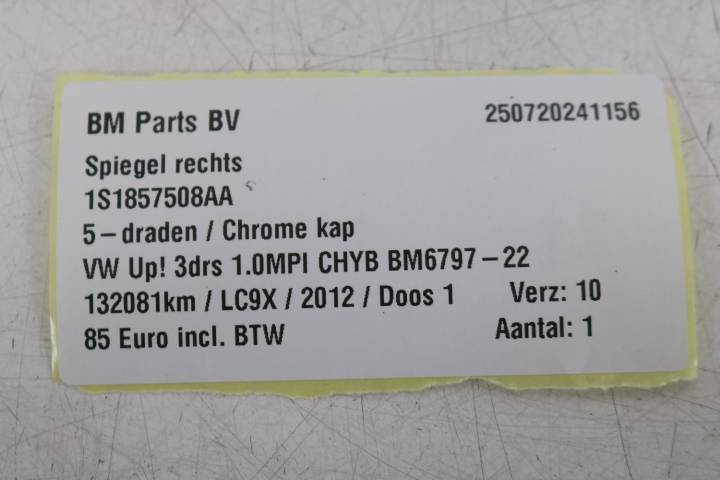 BM Parts BV 250720241156
Spiegel rechts
1S1857508AA
5-draden / Chrome kap
VW Up! 3drs 1.0MPI CHYB BM6797-22
132081km / LC9X / 2012 / Doos 1 Verz: 10
85 Euro incl. BTW Aantal: 1